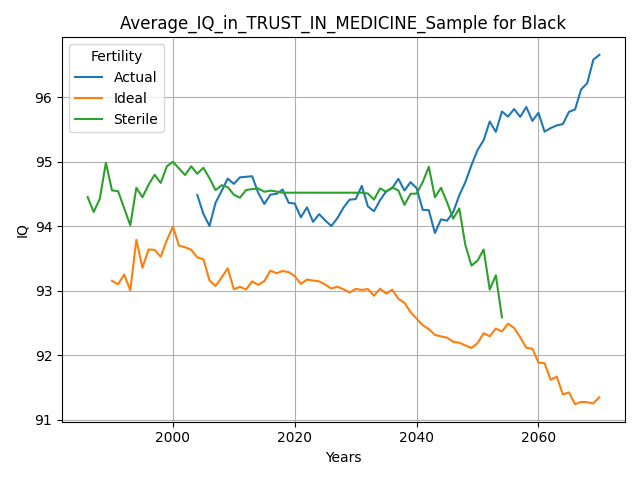 Average_IQ_in_TRUST_IN_MEDICINE_Sample for Black
Fertility
Actual
Ideal
Sterile
IQ
96
95
94
93
92
91
2000 2020 2040 2060
Years